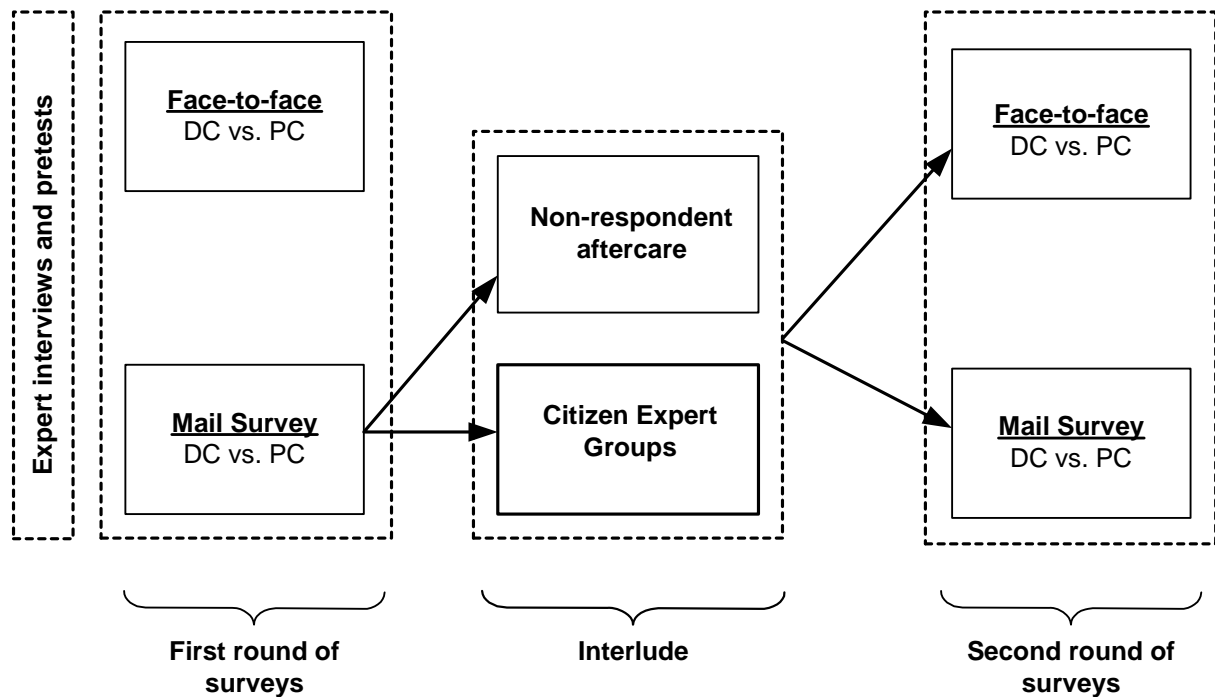 Expert interviews and pretests
Face-to-face
DC vs. PC
Mail Survey
DC vs. PC
Non-respondent
aftercare
Citizen Expert
Groups
Face-to-face
DC vs. PC
Mail Survey
DC vs. PC
First round of
surveys
Interlude
Second round of
surveys